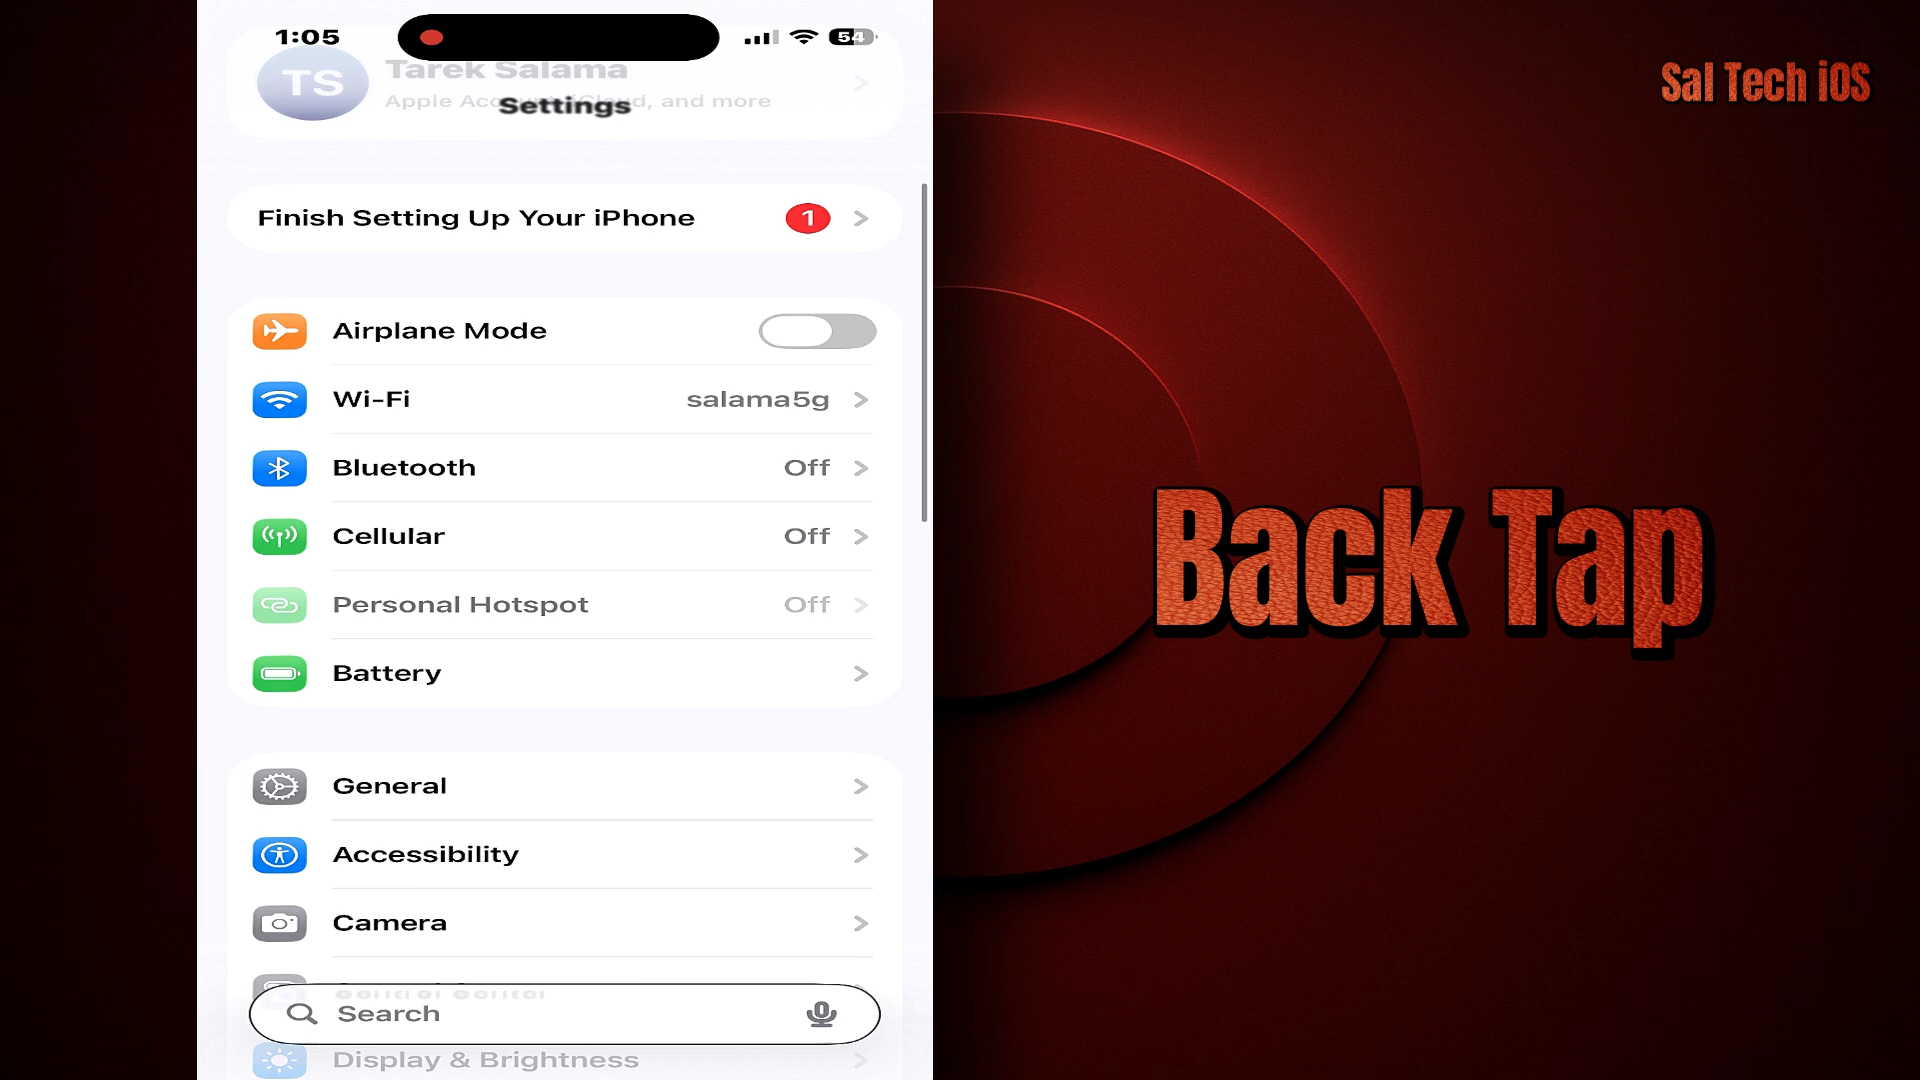 1:05
54
Sal Tech iOS
TS
Tarek Salama
Apple Account, iCloud, and more
Settings
Finish Setting Up Your iPhone
1
Airplane Mode
Wi-Fi
salama5g
Bluetooth
Off
Cellular
Off
Back Tap
Personal Hotspot
Off
Battery
General
Accessibility
Camera
Search
Display & Brightness